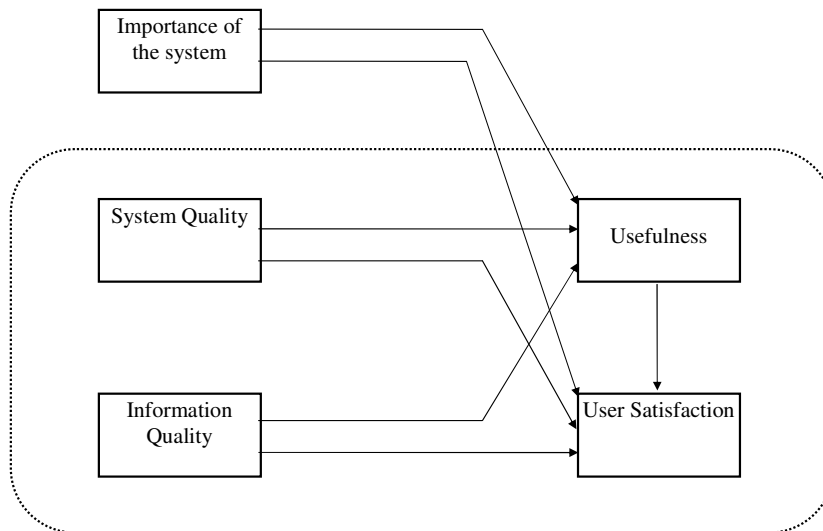 Importance of
the system
System Quality
Usefulness
Information
Quality
User Satisfaction